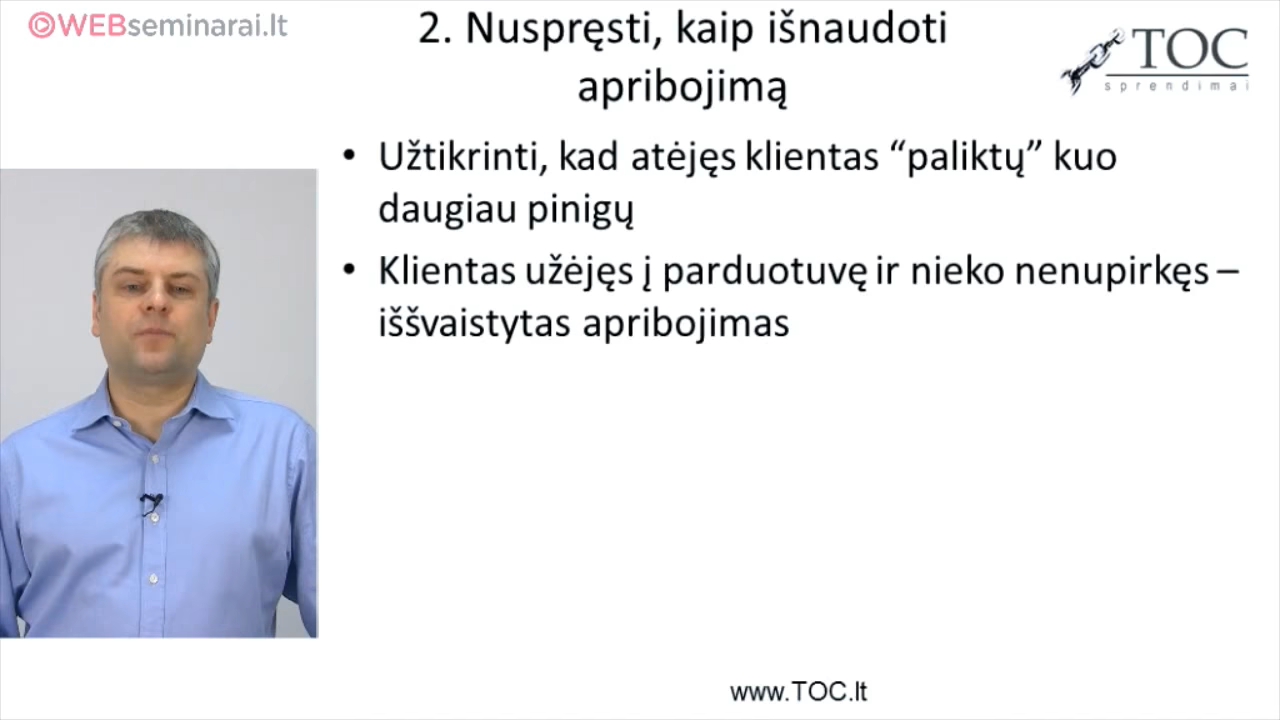 ©WEBseminarai.lt
2. Nuspręsti, kaip išnaudoti
apribojimą
TOC
sprendimai
• Užtikrinti, kad atėjęs klientas “paliktų” kuo
daugiau pinigų
• Klientas užėjęs į parduotuvę ir nieko nenupirkęs –
iššvaistytas apribojimas
www.TOC.lt